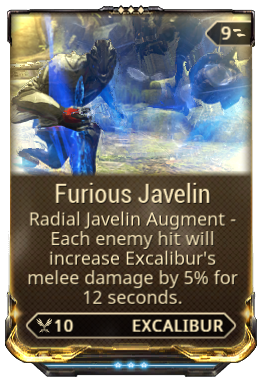 9
Furious Javelin
Radial Javelin Augment -
Each enemy hit will
increase Excalibur's
melee damage by 5% for
12 seconds.
10 EXCALIBUR